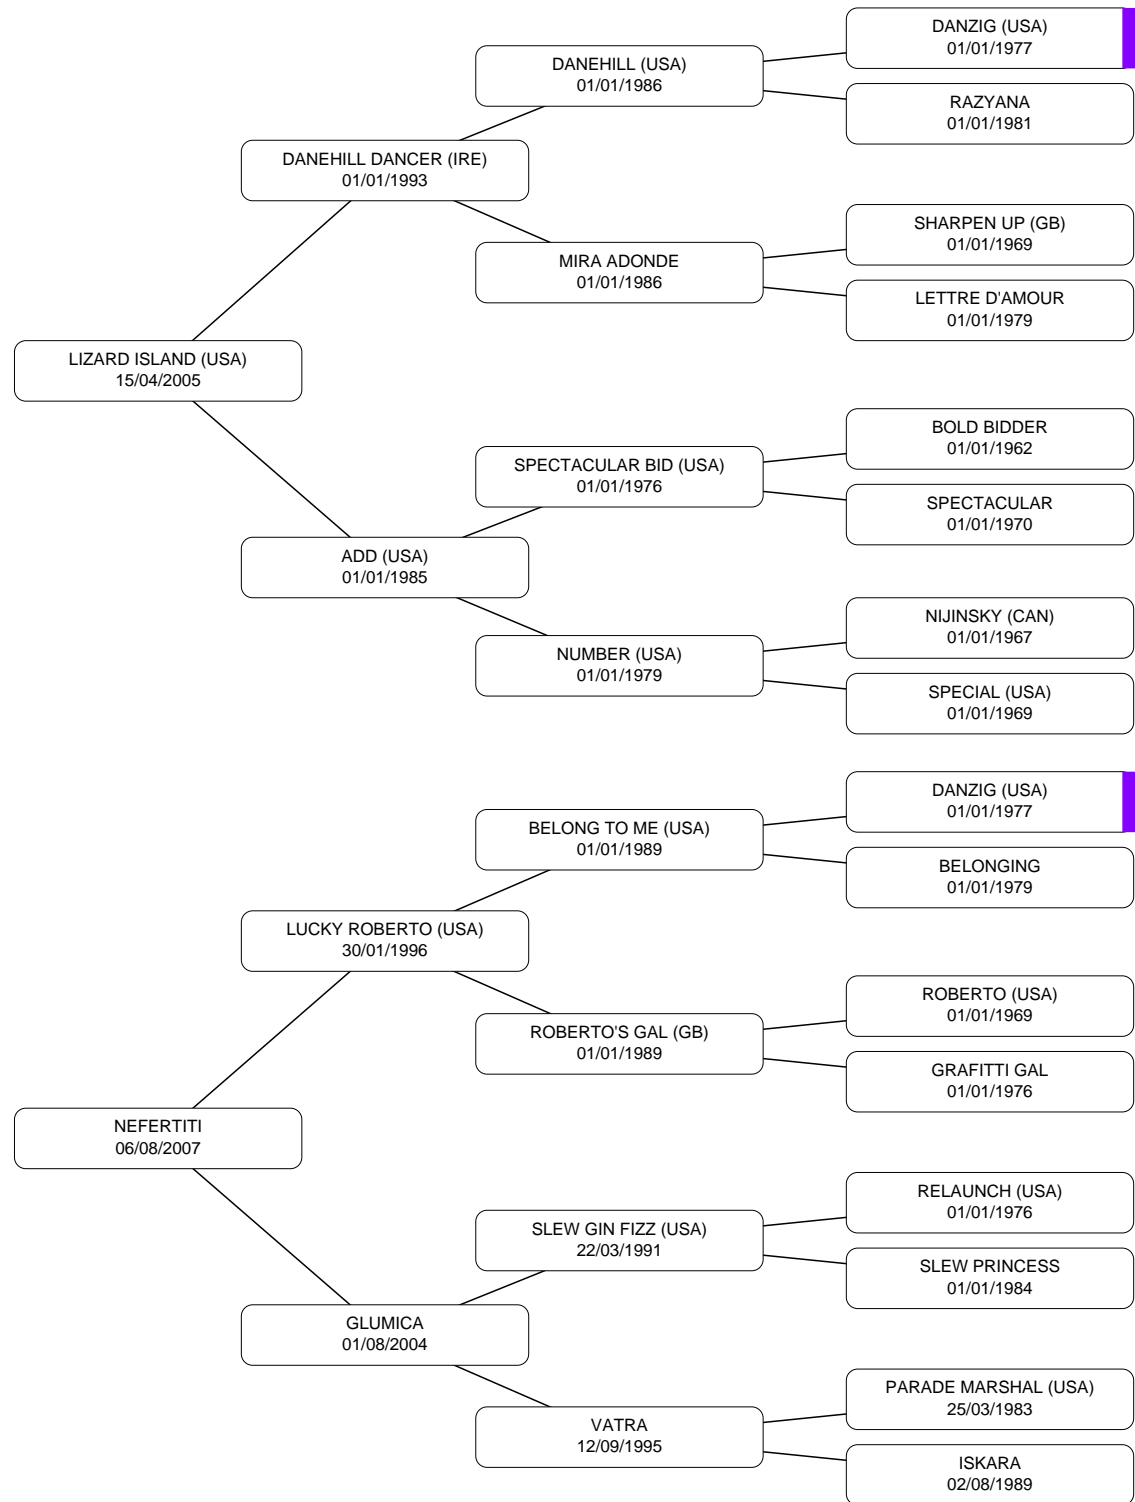 DANZIG (USA)
01/01/1977
DANEHILL (USA)
01/01/1986
RAZYANA
01/01/1981
DANEHILL DANCER (IRE)
01/01/1993
SHARPEN UP (GB)
01/01/1969
MIRA ADONDE
01/01/1986
LETTRE D'AMOUR
01/01/1979
LIZARD ISLAND (USA)
15/04/2005
BOLD BIDDER
01/01/1962
SPECTACULAR BID (USA)
01/01/1976
SPECTACULAR
01/01/1970
ADD (USA)
01/01/1985
NIJINSKY (CAN)
01/01/1967
NUMBER (USA)
01/01/1979
SPECIAL (USA)
01/01/1969
DANZIG (USA)
01/01/1977
BELONG TO ME (USA)
01/01/1989
BELONGING
01/01/1979
LUCKY ROBERTO (USA)
30/01/1996
ROBERTO (USA)
01/01/1969
ROBERTO'S GAL (GB)
01/01/1989
GRAFITTI GAL
01/01/1976
NEFERTITI
06/08/2007
RELAUNCH (USA)
01/01/1976
SLEW GIN FIZZ (USA)
22/03/1991
SLEW PRINCESS
01/01/1984
GLUMICA
01/08/2004
PARADE MARSHAL (USA)
25/03/1983
VATRA
12/09/1995
ISKARA
02/08/1989